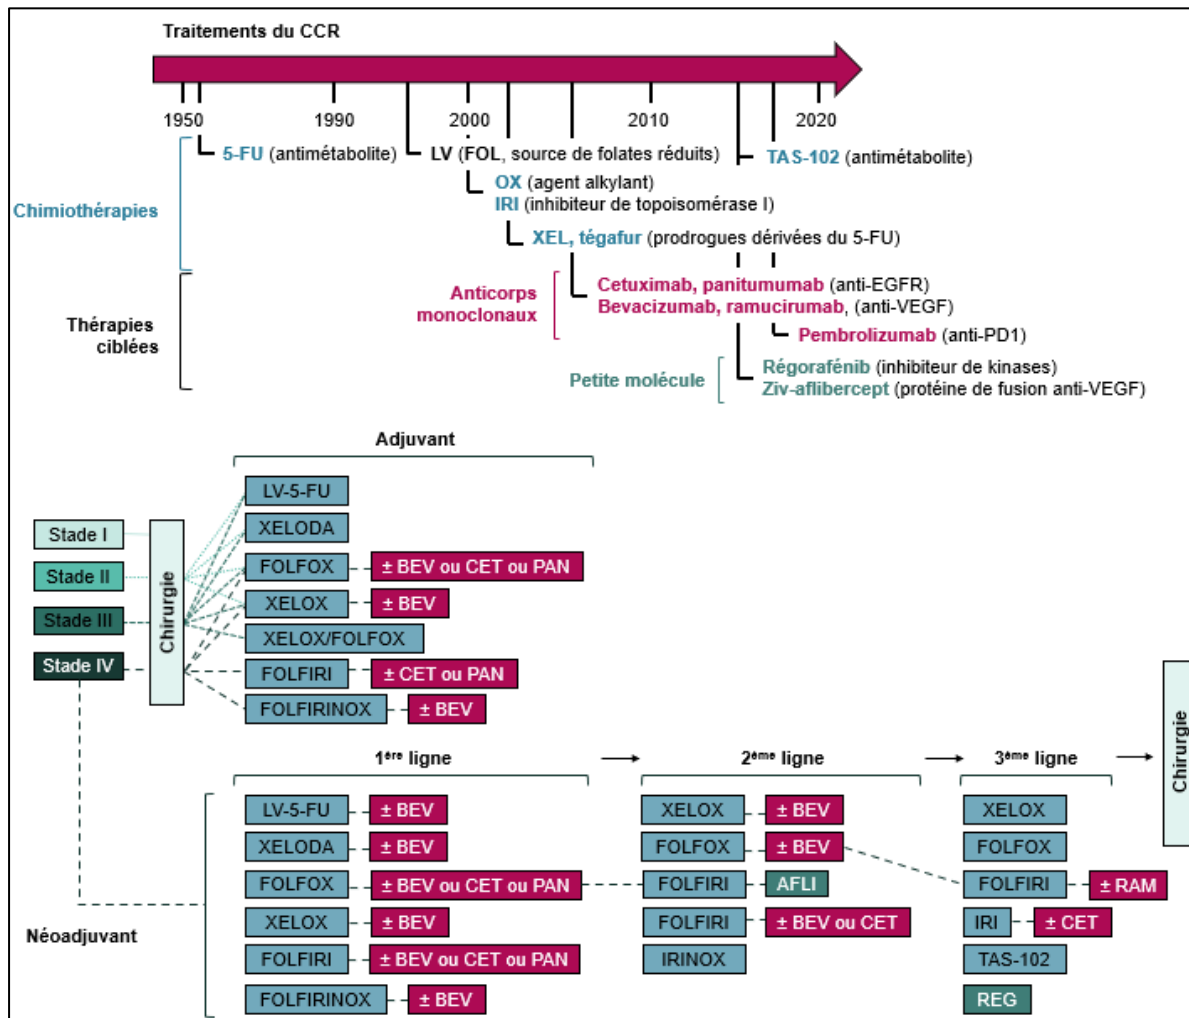 Traitements du CCR
1950 1990 2000 2010 2020
5-FU (antimétabolite) LV (FOL, source de folates réduits) TAS-102 (antimétabolite)
OX (agent alkylant)
Chimiothérapies
IRI (inhibiteur de topoisomérase I)
XEL, tégafur (prodrogues dérivées du 5-FU)
Thérapies
ciblées
Anticorps
monoclonaux
Cetuximab, panitumumab (anti-EGFR)
Bevacizumab, ramucirumab, (anti-VEGF)
Pembrolizumab (anti-PD1)
Petite molécule
Régorafénib (inhibiteur de kinases)
Ziv-aflibercept (protéine de fusion anti-VEGF)
Adjuvant
Stade I
Stade II
Stade III
Stade IV
Chirurgie
LV-5-FU
XELODA
FOLFOX ± BEV ou CET ou PAN
XELOX ± BEV
XELOX/FOLFOX
FOLFIRI ± CET ou PAN
FOLFIRINOX ± BEV
Néoadjuvant
1ère ligne
LV-5-FU ± BEV
XELODA ± BEV
FOLFOX ± BEV ou CET ou PAN
XELOX ± BEV
FOLFIRI ± BEV ou CET ou PAN
FOLFIRINOX ± BEV
2ème ligne
XELOX ± BEV
FOLFOX ± BEV
FOLFIRI AFLI
FOLFIRI ± BEV ou CET
IRINOX
3ème ligne
XELOX
FOLFOX
FOLFIRI ± RAM
IRI ± CET
TAS-102
REG
Chirurgie